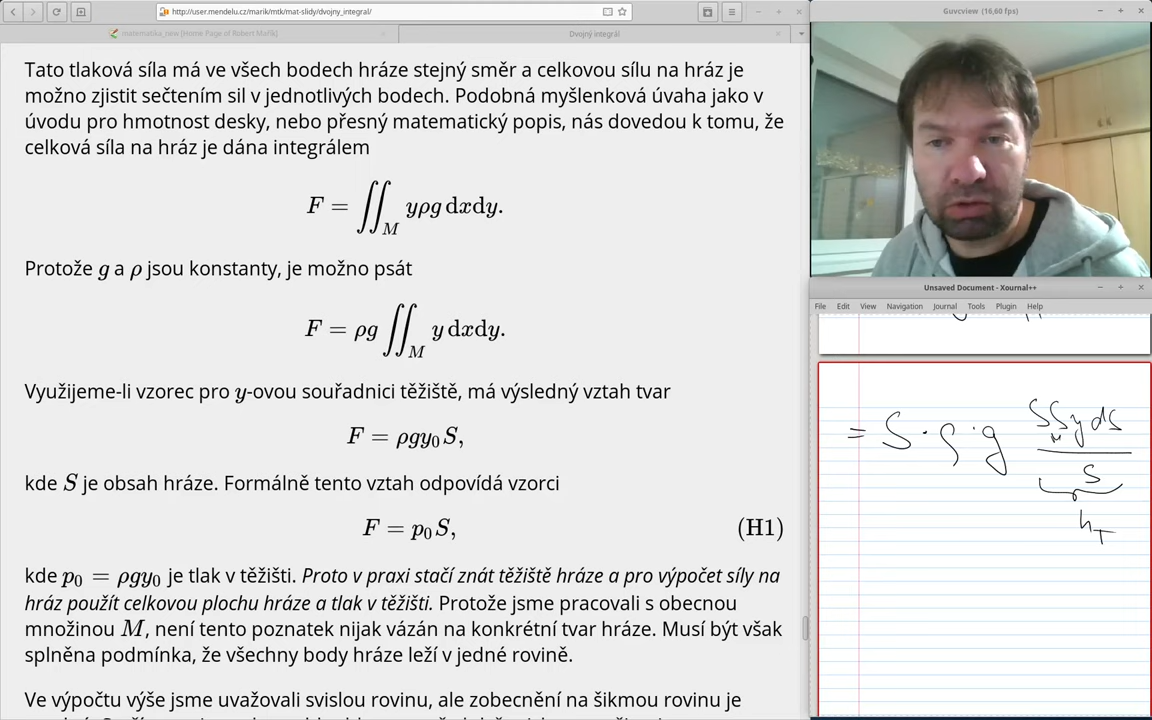 http://user.mendelu.cz/marik/mtk/mat-slidy/dvojny_integral/
matematika_new [Home Page of Robert Mařík]
Dvojný integrál
Tato tlaková síla má ve všech bodech hráze stejný směr a celkovou sílu na hráz je
možno zjistit sečtením sil v jednotlivých bodech. Podobná myšlenková úvaha jako v
úvodu pro hmotnost desky, nebo přesný matematický popis, nás dovedou k tomu, že
celková síla na hráz je dána integrálem
F = ∬_M yρg dxdy.
Protože g a ρ jsou konstanty, je možno psát
F = ρg ∬_M y dxdy.
Využijeme-li vzorec pro y-ovou souřadnici těžiště, má výsledný vztah tvar
F = ρgy₀S,
kde S je obsah hráze. Formálně tento vztah odpovídá vzorci
F = p₀S, (H1)
kde p₀ = ρgy₀ je tlak v těžišti. Proto v praxi stačí znát těžiště hráze a pro výpočet síly na
hráz použít celkovou plochu hráze a tlak v těžišti. Protože jsme pracovali s obecnou
množinou M, není tento poznatek nijak vázán na konkrétní tvar hráze. Musí být však
splněna podmínka, že všechny body hráze leží v jedné rovině.
Ve výpočtu výše jsme uvažovali svislou rovinu, ale zobecnění na šikmou rovinu je
Guvcview (16,60 fps)
Unsaved Document - Xournal++
File Edit View Navigation Journal Tools Plugin Help
= S · ρ · g ∬_M y dS
S
h_T